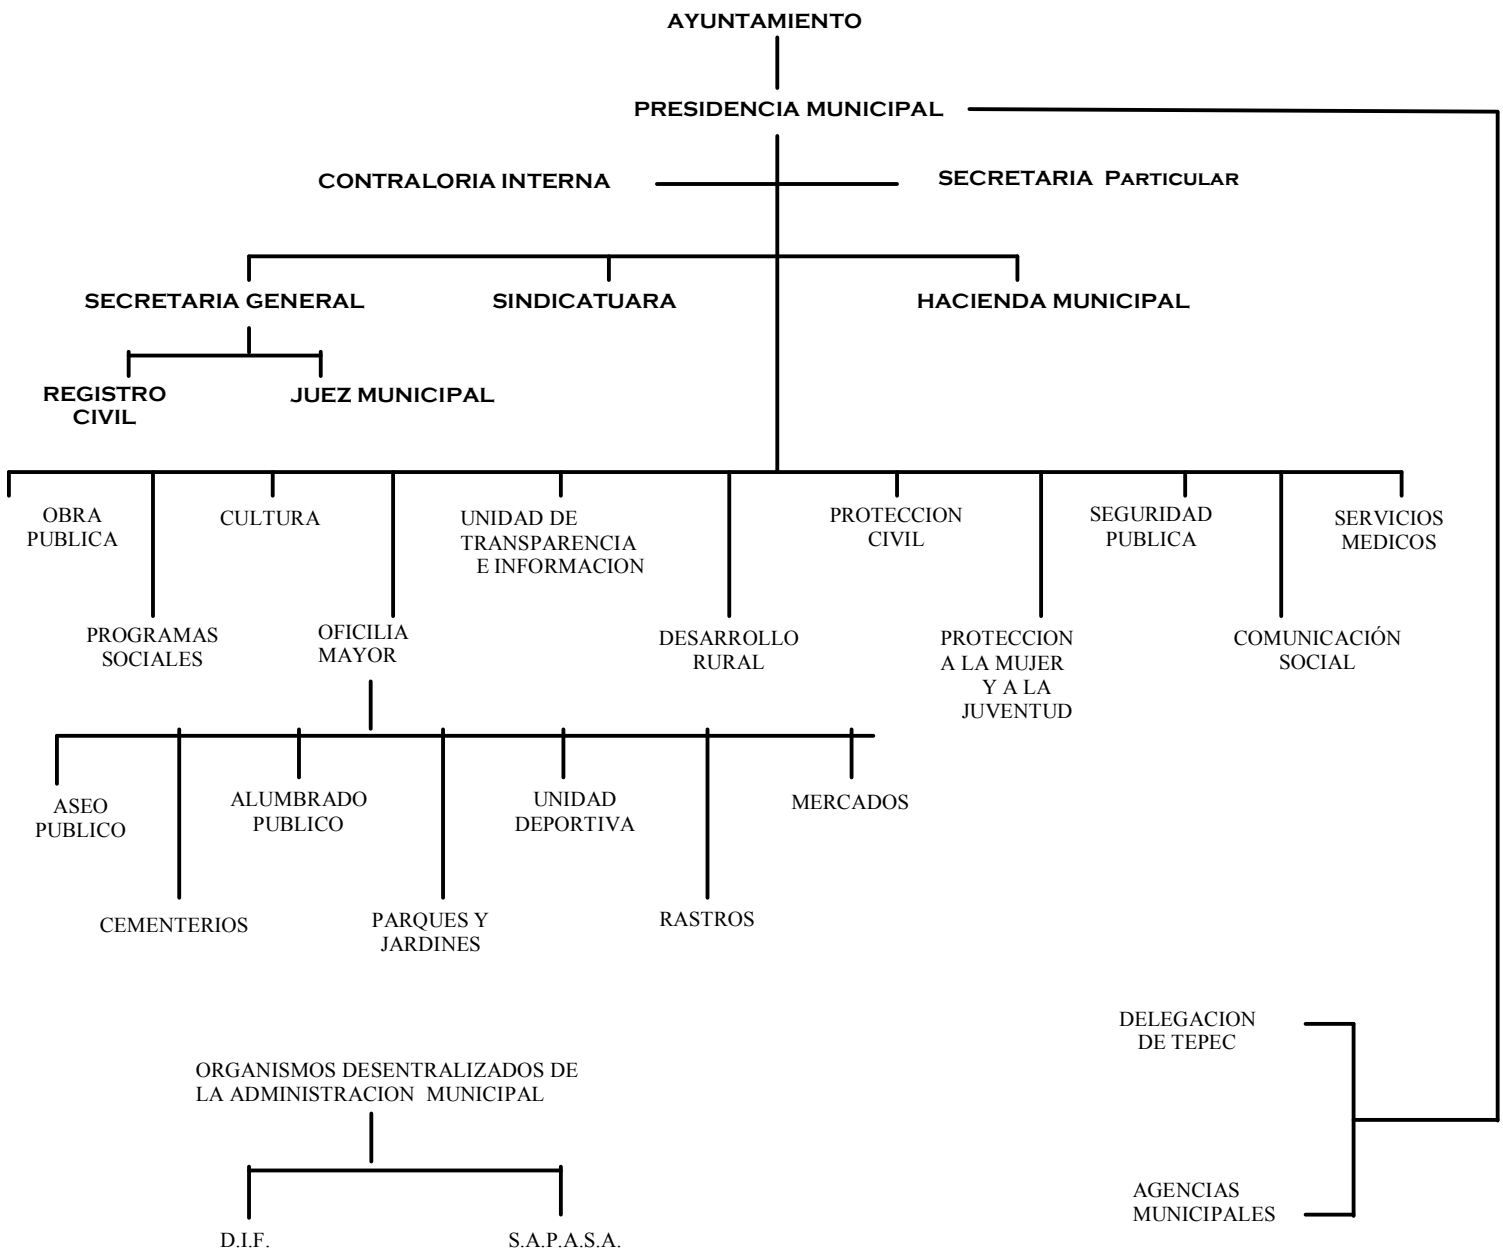 AYUNTAMIENTO
PRESIDENCIA MUNICIPAL
CONTRALORIA INTERNA
SECRETARIA PARTICULAR
SECRETARIA GENERAL
SINDICATUARA
HACIENDA MUNICIPAL
REGISTRO
CIVIL
JUEZ MUNICIPAL
OBRA
PUBLICA
CULTURA
UNIDAD DE
TRANSPARENCIA
E INFORMACION
PROTECCION
CIVIL
SEGURIDAD
PUBLICA
SERVICIOS
MEDICOS
PROGRAMAS
SOCIALES
OFICILIA
MAYOR
DESARROLLO
RURAL
PROTECCION
A LA MUJER
Y A LA
JUVENTUD
COMUNICACIÓN
SOCIAL
ASEO
PUBLICO
ALUMBRADO
PUBLICO
UNIDAD
DEPORTIVA
MERCADOS
CEMENTERIOS
PARQUES Y
JARDINES
RASTROS
DELEGACION
DE TEPEC
ORGANISMOS DESENTRALIZADOS DE
LA ADMINISTRACION MUNICIPAL
AGENCIAS
MUNICIPALES
D.I.F.
S.A.P.A.S.A.